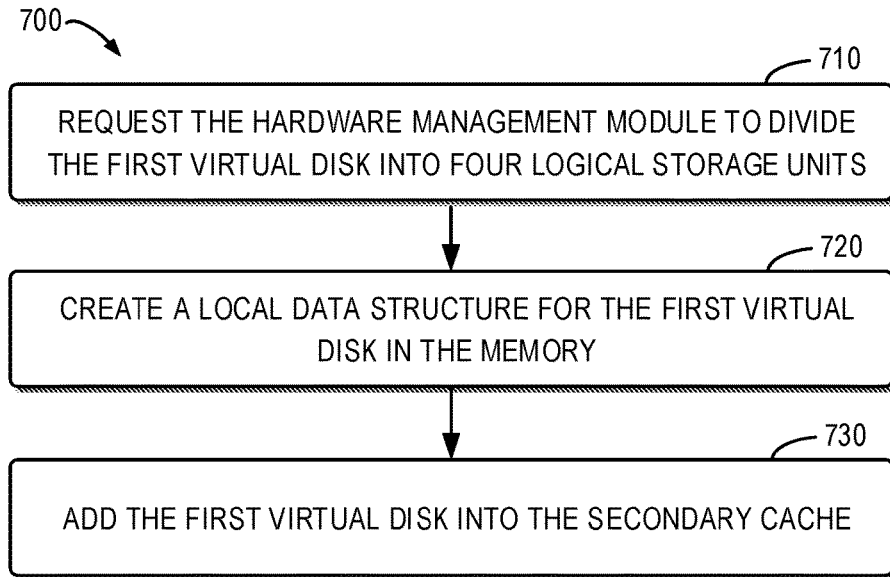 700
710
REQUEST THE HARDWARE MANAGEMENT MODULE TO DIVIDE
THE FIRST VIRTUAL DISK INTO FOUR LOGICAL STORAGE UNITS
720
CREATE A LOCAL DATA STRUCTURE FOR THE FIRST VIRTUAL
DISK IN THE MEMORY
730
ADD THE FIRST VIRTUAL DISK INTO THE SECONDARY CACHE